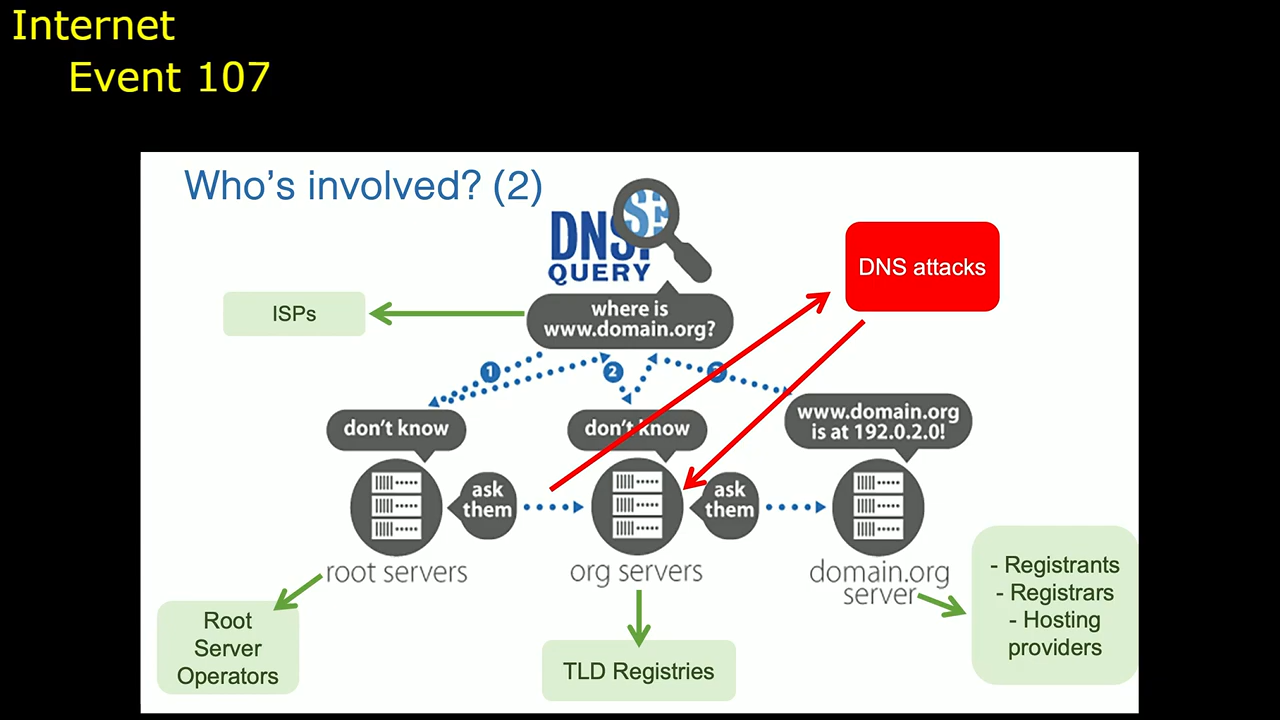 Internet
Event 107
Who's involved? (2)
DNS
QUERY
DNS attacks
ISPs
where is
www.domain.org?
1
2
don't know
don't know
www.domain.org
is at 192.0.2.0!
ask
them
ask
them
root servers
org servers
domain.org
server
- Registrants
- Registrars
- Hosting
providers
Root
Server
Operators
TLD Registries